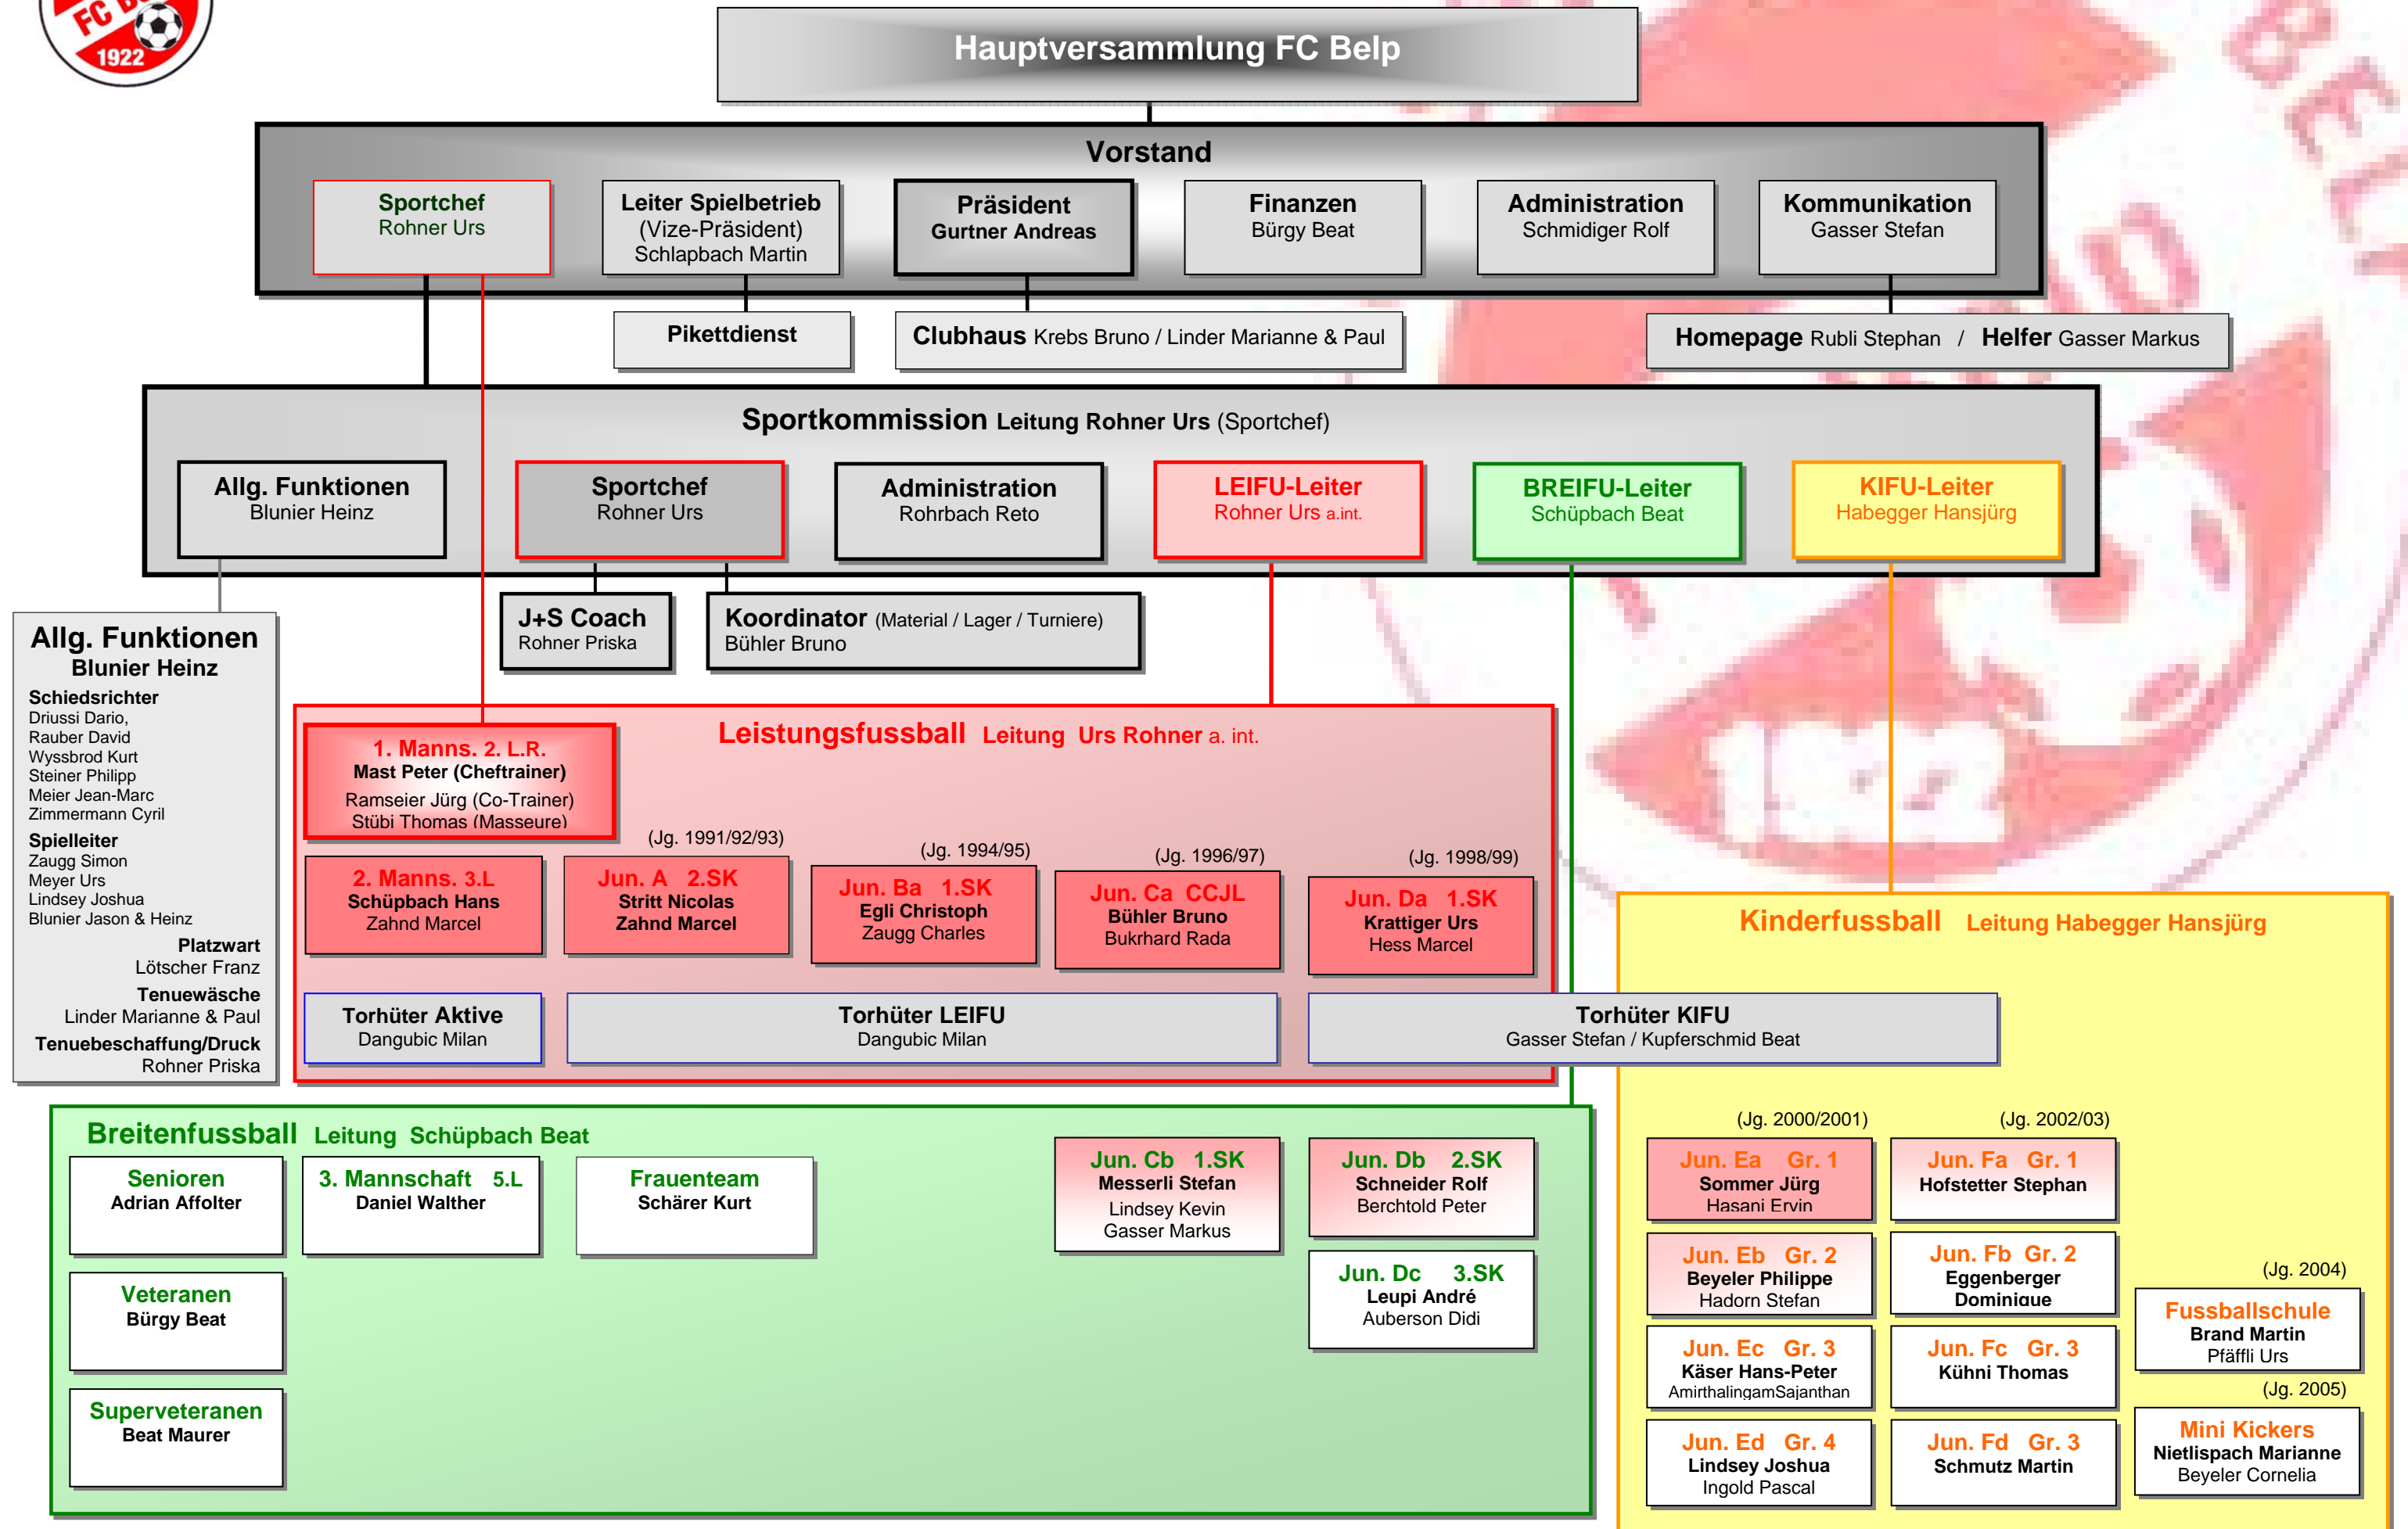 FC B
1922
Hauptversammlung FC Belp
Vorstand
Sportchef
Rohner Urs
Leiter Spielbetrieb
(Vize-Präsident)
Schlapbach Martin
Präsident
Gurtner Andreas
Finanzen
Bürgy Beat
Administration
Schmidiger Rolf
Kommunikation
Gasser Stefan
Pikettdienst
Clubhaus Krebs Bruno / Linder Marianne & Paul
Homepage Rubli Stephan / Helfer Gasser Markus
Sportkommission Leitung Rohner Urs (Sportchef)
Allg. Funktionen
Blunier Heinz
Sportchef
Rohner Urs
Administration
Rohrbach Reto
LEIFU-Leiter
Rohner Urs a.int.
BREIFU-Leiter
Schüpbach Beat
KIFU-Leiter
Habegger Hansjürg
J+S Coach
Rohner Priska
Koordinator (Material / Lager / Turniere)
Bühler Bruno
Allg. Funktionen
Blunier Heinz
Schiedsrichter
Driussi Dario,
Rauber David
Wyssbrod Kurt
Steiner Philipp
Meier Jean-Marc
Zimmermann Cyril
Spielleiter
Zaugg Simon
Meyer Urs
Lindsey Joshua
Blunier Jason & Heinz
Platzwart
Lötscher Franz
Tenuewäsche
Linder Marianne & Paul
Tenuebeschaffung/Druck
Rohner Priska
Leistungsfussball Leitung Urs Rohner a. int.
1. Manns. 2. L.R.
Mast Peter (Cheftrainer)
Ramseier Jürg (Co-Trainer)
Stübi Thomas (Masseure)
2. Manns. 3.L
Schüpbach Hans
Zahnd Marcel
(Jg. 1991/92/93)
Jun. A 2.SK
Stritt Nicolas
Zahnd Marcel
(Jg. 1994/95)
Jun. Ba 1.SK
Egli Christoph
Zaugg Charles
(Jg. 1996/97)
Jun. Ca CCJL
Bühler Bruno
Bukrhard Rada
(Jg. 1998/99)
Jun. Da 1.SK
Krattiger Urs
Hess Marcel
Torhüter Aktive
Dangubic Milan
Torhüter LEIFU
Dangubic Milan
Torhüter KIFU
Gasser Stefan / Kupferschmid Beat
Breitenfussball Leitung Schüpbach Beat
Senioren
Adrian Affolter
3. Mannschaft 5.L
Daniel Walther
Frauenteam
Schärer Kurt
Veteranen
Bürgy Beat
Superveteranen
Beat Maurer
Jun. Cb 1.SK
Messerli Stefan
Lindsey Kevin
Gasser Markus
Jun. Db 2.SK
Schneider Rolf
Berchtold Peter
Jun. Dc 3.SK
Leupi André
Auberson Didi
Kinderfussball Leitung Habegger Hansjürg
(Jg. 2000/2001)
Jun. Ea Gr. 1
Sommer Jürg
Hasani Ervin
Jun. Eb Gr. 2
Beyeler Philippe
Hadorn Stefan
Jun. Ec Gr. 3
Käser Hans-Peter
AmirthalingamSajanthan
Jun. Ed Gr. 4
Lindsey Joshua
Ingold Pascal
(Jg. 2002/03)
Jun. Fa Gr. 1
Hofstetter Stephan
Jun. Fb Gr. 2
Eggenberger
Dominique
Jun. Fc Gr. 3
Kühni Thomas
Jun. Fd Gr. 3
Schmutz Martin
(Jg. 2004)
Fussballschule
Brand Martin
Pfäffli Urs
(Jg. 2005)
Mini Kickers
Nietlispach Marianne
Beyeler Cornelia